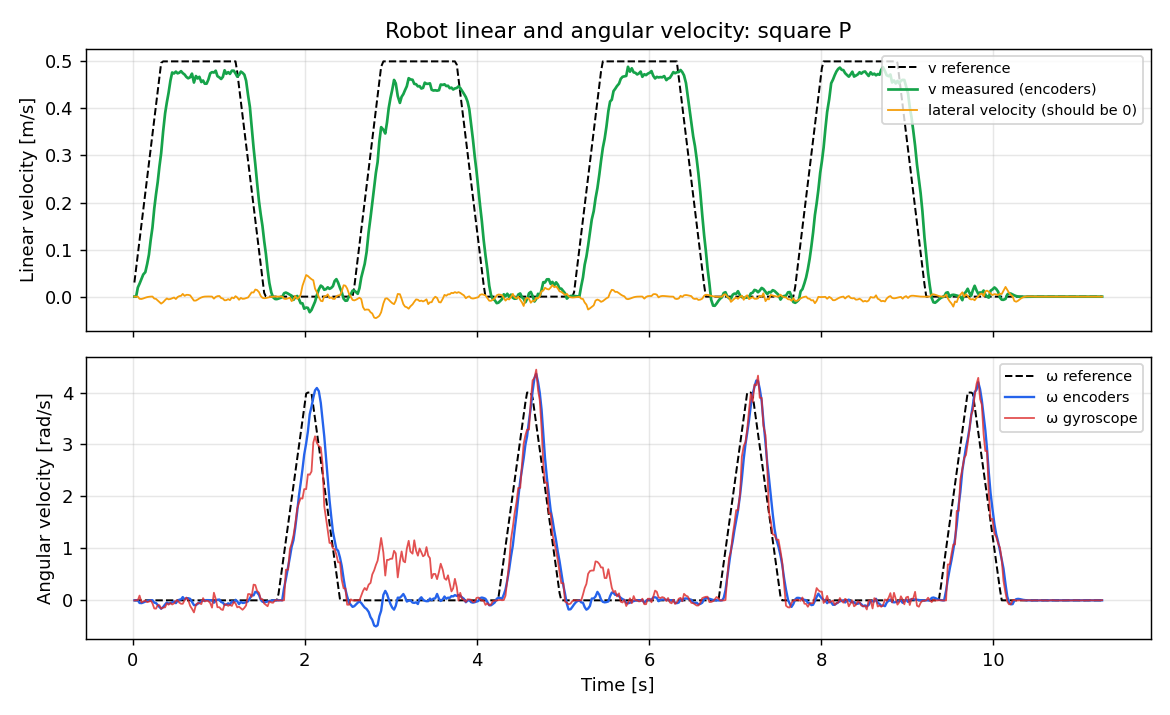 Robot linear and angular velocity: square P
Linear velocity [m/s]
0.5
0.4
0.3
0.2
0.1
0.0
v reference
v measured (encoders)
lateral velocity (should be 0)
Angular velocity [rad/s]
4
3
2
1
0
ω reference
ω encoders
ω gyroscope
0 2 4 6 8 10
Time [s]